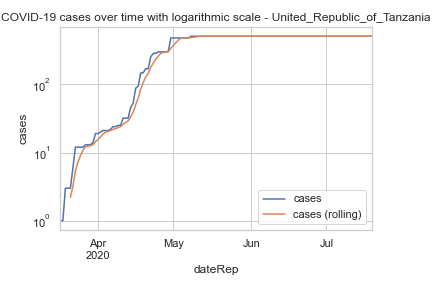 COVID-19 cases over time with logarithmic scale - United_Republic_of_Tanzania
cases
10²
10¹
10⁰
cases
cases (rolling)
Apr
2020
May
Jun
Jul
dateRep